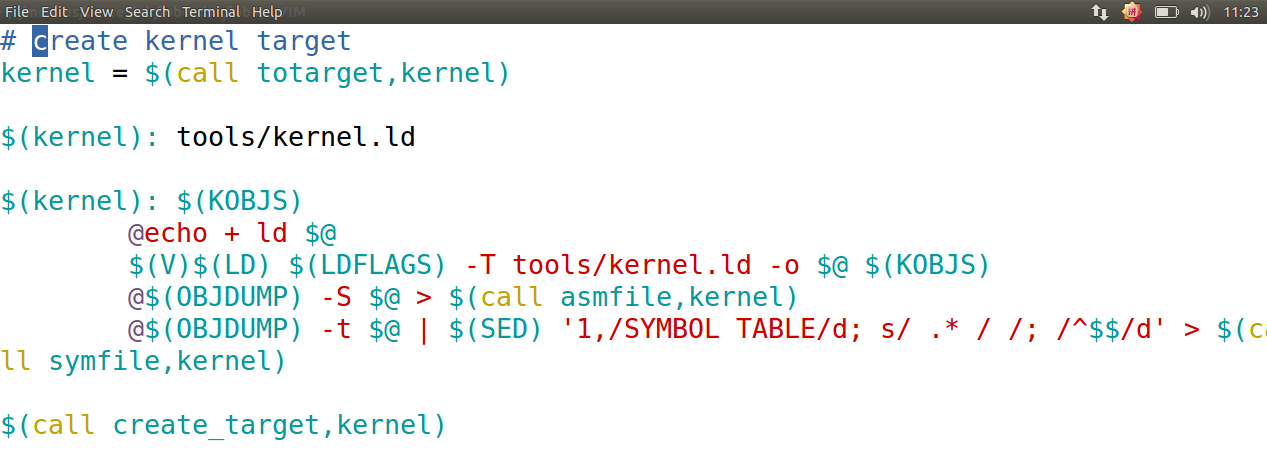 File Edit View Search Terminal Help 拼 11:23
# create kernel target
kernel = $(call totarget,kernel)
$(kernel): tools/kernel.ld
$(kernel): $(KOBJS)
@echo + ld $@
$(V)$(LD) $(LDFLAGS) -T tools/kernel.ld -o $@ $(KOBJS)
@$(OBJDUMP) -S $@ > $(call asmfile,kernel)
@$(OBJDUMP) -t $@ | $(SED) '1,/SYMBOL TABLE/d; s/ .* / /; /^$$/d' > $(ca
ll symfile,kernel)
$(call create_target,kernel)